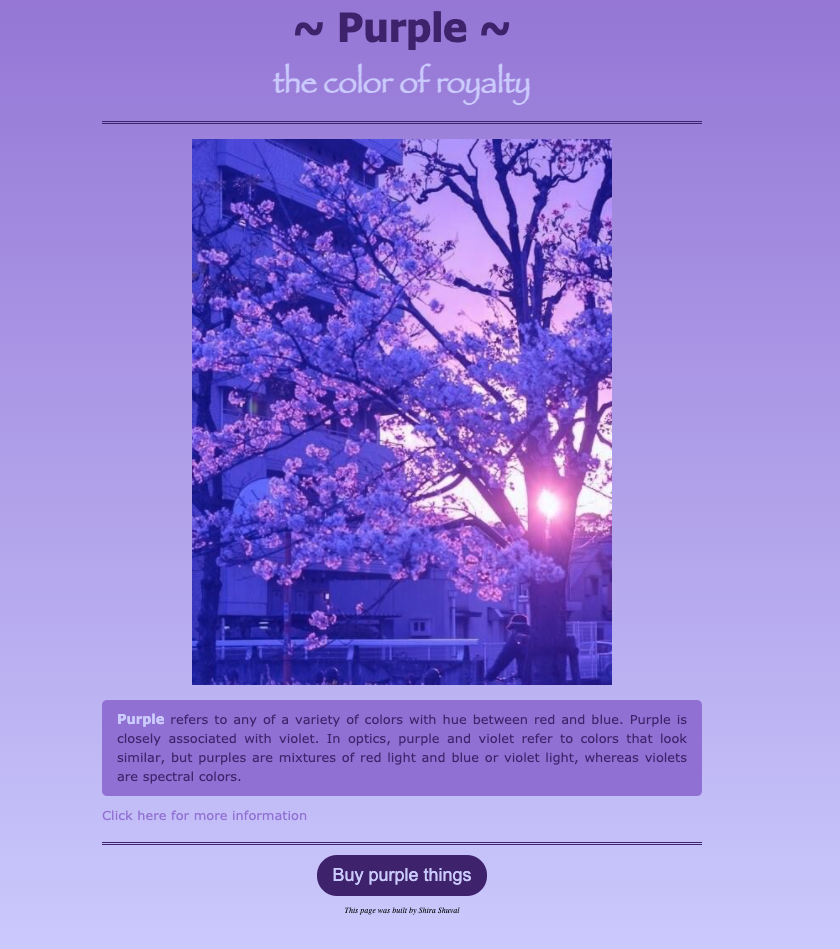 ~ Purple ~
the color of royalty
Purple refers to any of a variety of colors with hue between red and blue. Purple is
closely associated with violet. In optics, purple and violet refer to colors that look
similar, but purples are mixtures of red light and blue or violet light, whereas violets
are spectral colors.
Click here for more information
Buy purple things
This page was built by Shira Shuval